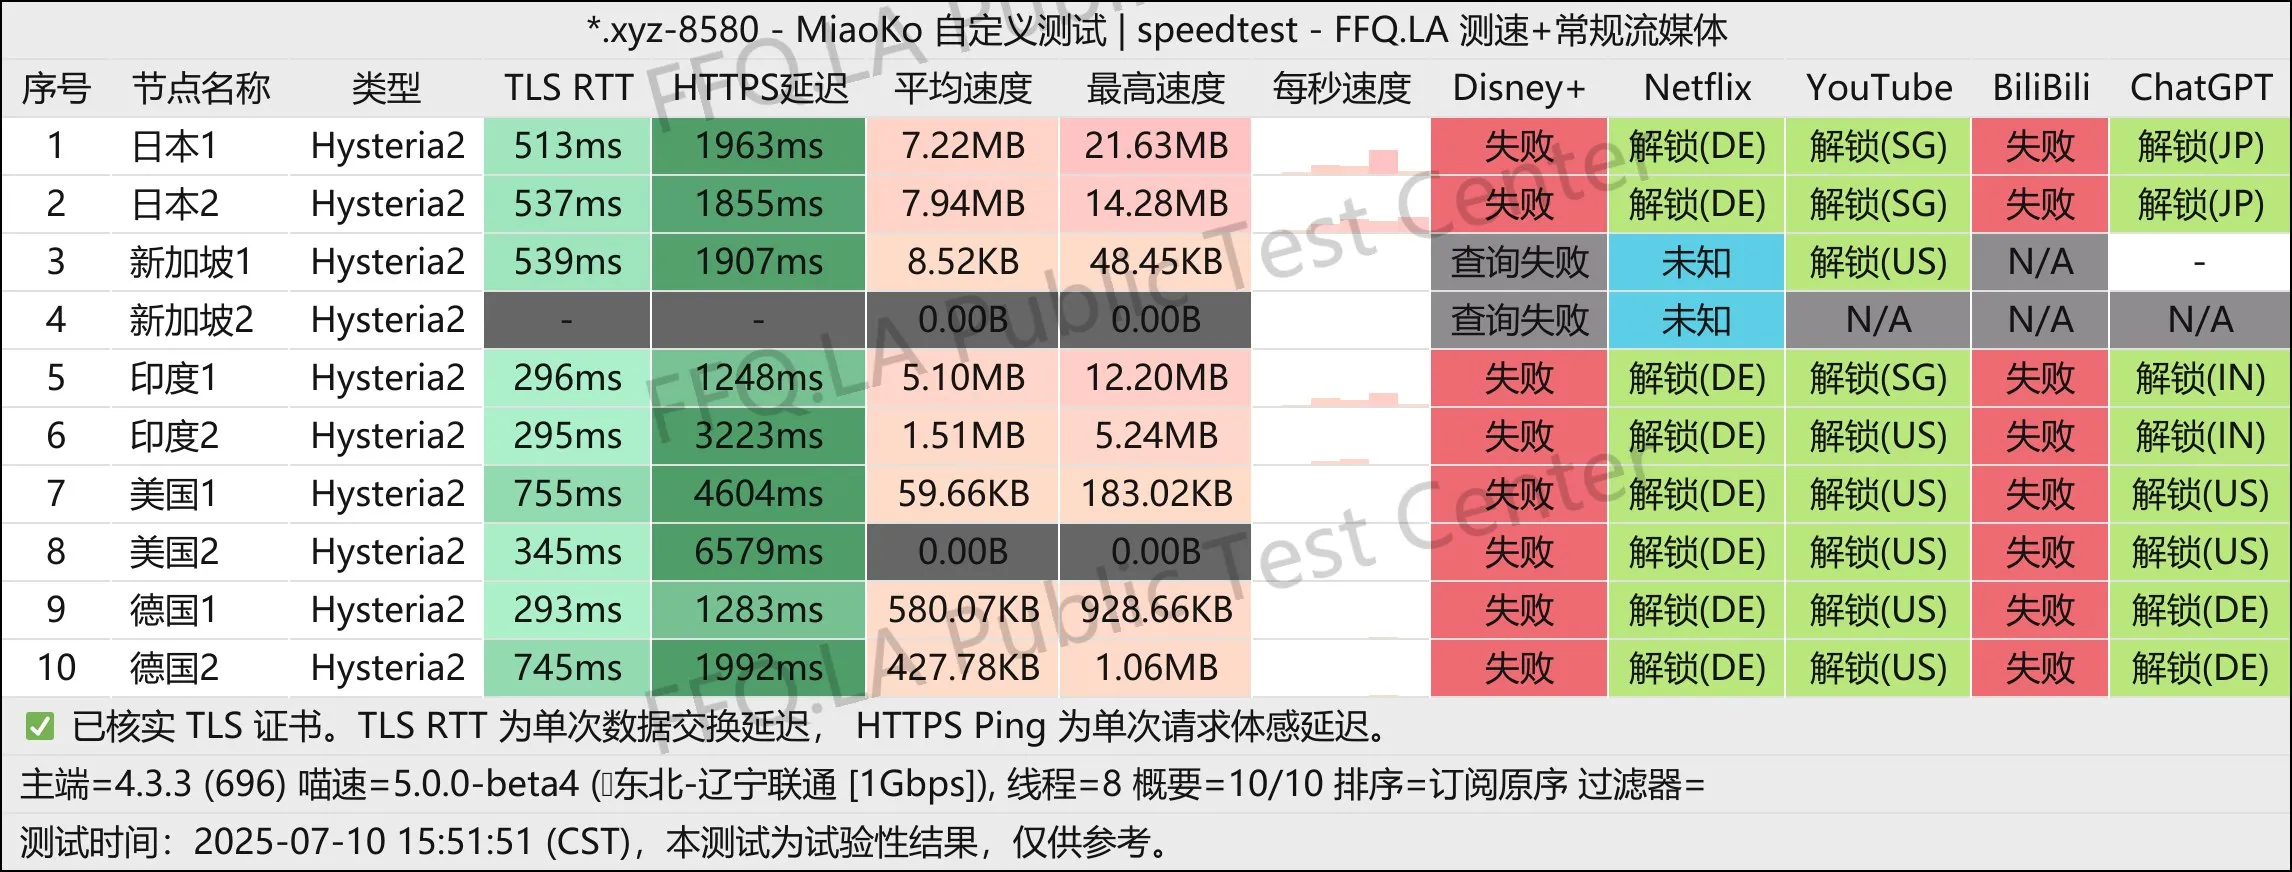 *.xyz-8580 - MiaoKo 自定义测试 | speedtest - FFQ.LA 测速+常规流媒体
序号 节点名称 类型 TLS RTT HTTPS延迟 平均速度 最高速度 每秒速度 Disney+ Netflix YouTube BiliBili ChatGPT
1 日本1 Hysteria2 513ms 1963ms 7.22MB 21.63MB 失败 解锁(DE) 解锁(SG) 失败 解锁(JP)
2 日本2 Hysteria2 537ms 1855ms 7.94MB 14.28MB 失败 解锁(DE) 解锁(SG) 失败 解锁(JP)
3 新加坡1 Hysteria2 539ms 1907ms 8.52KB 48.45KB 查询失败 未知 解锁(US) N/A -
4 新加坡2 Hysteria2 - - 0.00B 0.00B 查询失败 未知 N/A N/A N/A
5 印度1 Hysteria2 296ms 1248ms 5.10MB 12.20MB 失败 解锁(DE) 解锁(SG) 失败 解锁(IN)
6 印度2 Hysteria2 295ms 3223ms 1.51MB 5.24MB 失败 解锁(DE) 解锁(US) 失败 解锁(IN)
7 美国1 Hysteria2 755ms 4604ms 59.66KB 183.02KB 失败 解锁(DE) 解锁(US) 失败 解锁(US)
8 美国2 Hysteria2 345ms 6579ms 0.00B 0.00B 失败 解锁(DE) 解锁(US) 失败 解锁(US)
9 德国1 Hysteria2 293ms 1283ms 580.07KB 928.66KB 失败 解锁(DE) 解锁(US) 失败 解锁(DE)
10 德国2 Hysteria2 745ms 1992ms 427.78KB 1.06MB 失败 解锁(DE) 解锁(US) 失败 解锁(DE)
✅ 已核实 TLS 证书。TLS RTT 为单次数据交换延迟， HTTPS Ping 为单次请求体感延迟。
主端=4.3.3 (696) 喵速=5.0.0-beta4 (东北-辽宁联通 [1Gbps]), 线程=8 概要=10/10 排序=订阅原序 过滤器=
测试时间：2025-07-10 15:51:51 (CST)，本测试为试验性结果，仅供参考。
FFQ.LA Public Test Center
FFQ.LA Public Test Center
FFQ.LA Public Test Center